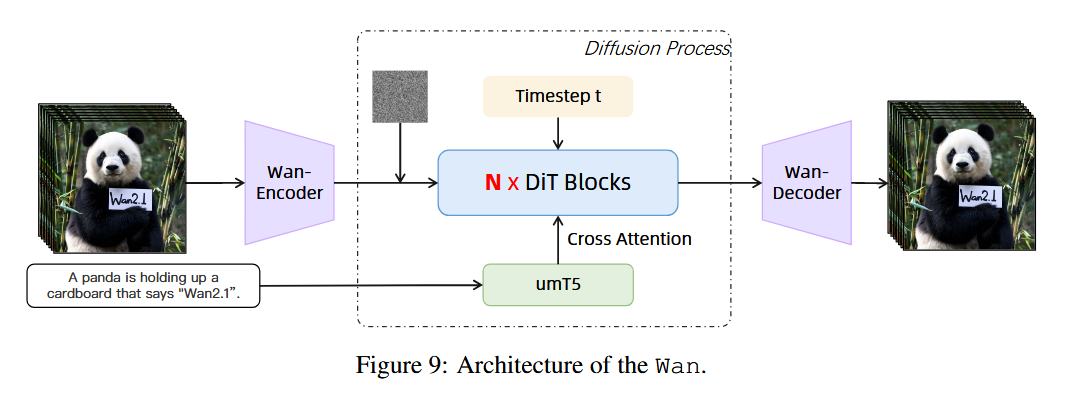 Diffusion Process
Timestep t
Wan-
Encoder
N x DiT Blocks
Wan-
Decoder
Wan2.1
Wan2.1
Cross Attention
A panda is holding up a
cardboard that says "Wan2.1”.
umT5
Figure 9: Architecture of the Wan.